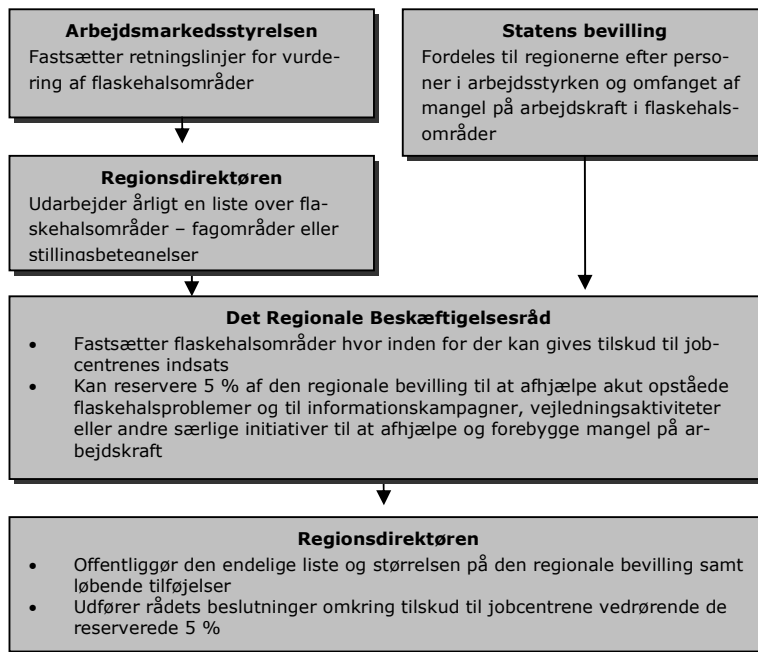 Arbejdsmarkedsstyrelsen
Fastsætter retningslinjer for vurde-
ring af flaskehalsområder
Statens bevilling
Fordeles til regionerne efter perso-
ner i arbejdsstyrken og omfanget af
mangel på arbejdskraft i flaskehals-
områder
Regionsdirektøren
Udarbejder årligt en liste over fla-
skehalsområder – fagområder eller
stillingsbetegnelser
Det Regionale Beskæftigelsesråd
• Fastsætter flaskehalsområder hvor inden for der kan gives tilskud til job-
centrenes indsats
• Kan reservere 5 % af den regionale bevilling til at afhjælpe akut opståede
flaskehalsproblemer og til informationskampagner, vejledningsaktiviteter
eller andre særlige initiativer til at afhjælpe og forebygge mangel på ar-
bejdskraft
Regionsdirektøren
• Offentliggør den endelige liste og størrelsen på den regionale bevilling samt
løbende tilføjelser
• Udfører rådets beslutninger omkring tilskud til jobcentrene vedrørende de
reserverede 5 %